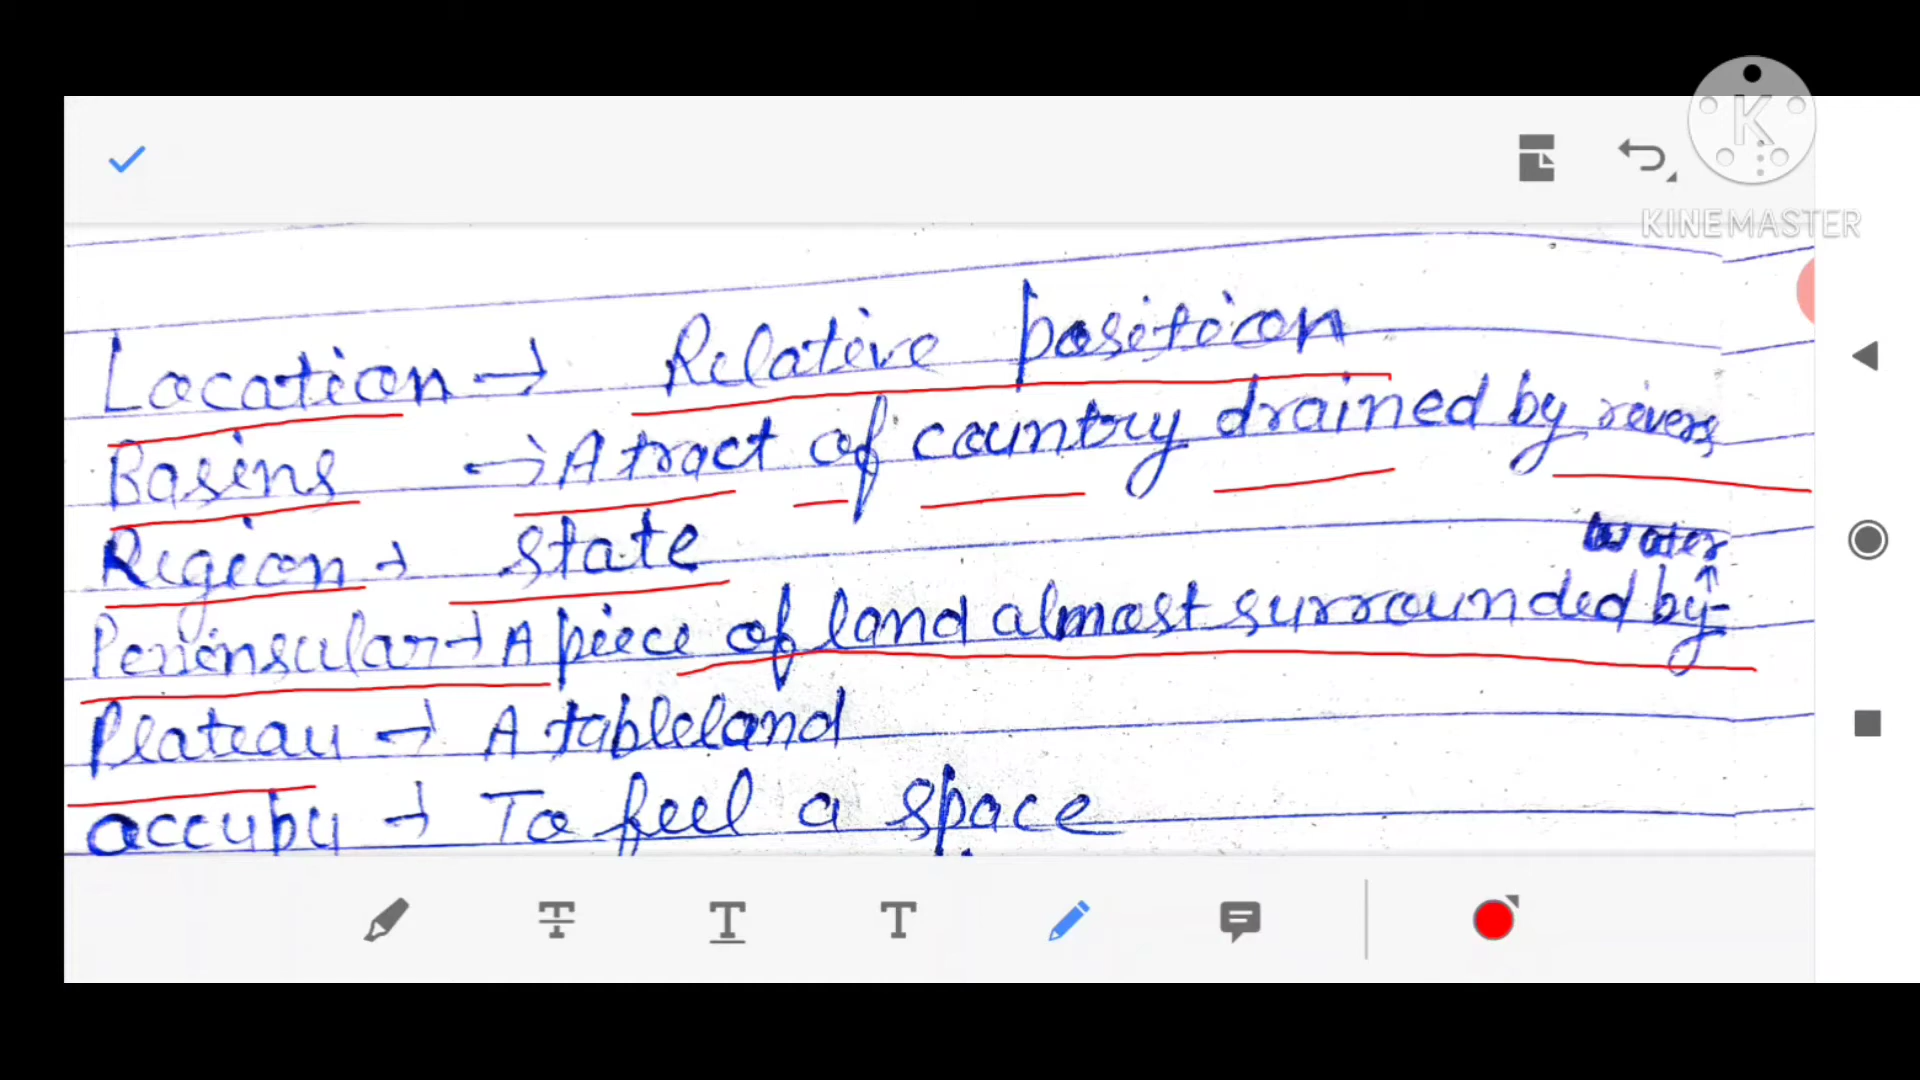 KINEMASTER
Location → Relative position
Basins → A tract of country drained by rivers
Region → state
water
Peninsular → A piece of land almost surrounded by
Plateau → A tableland
occupy → To feel a space